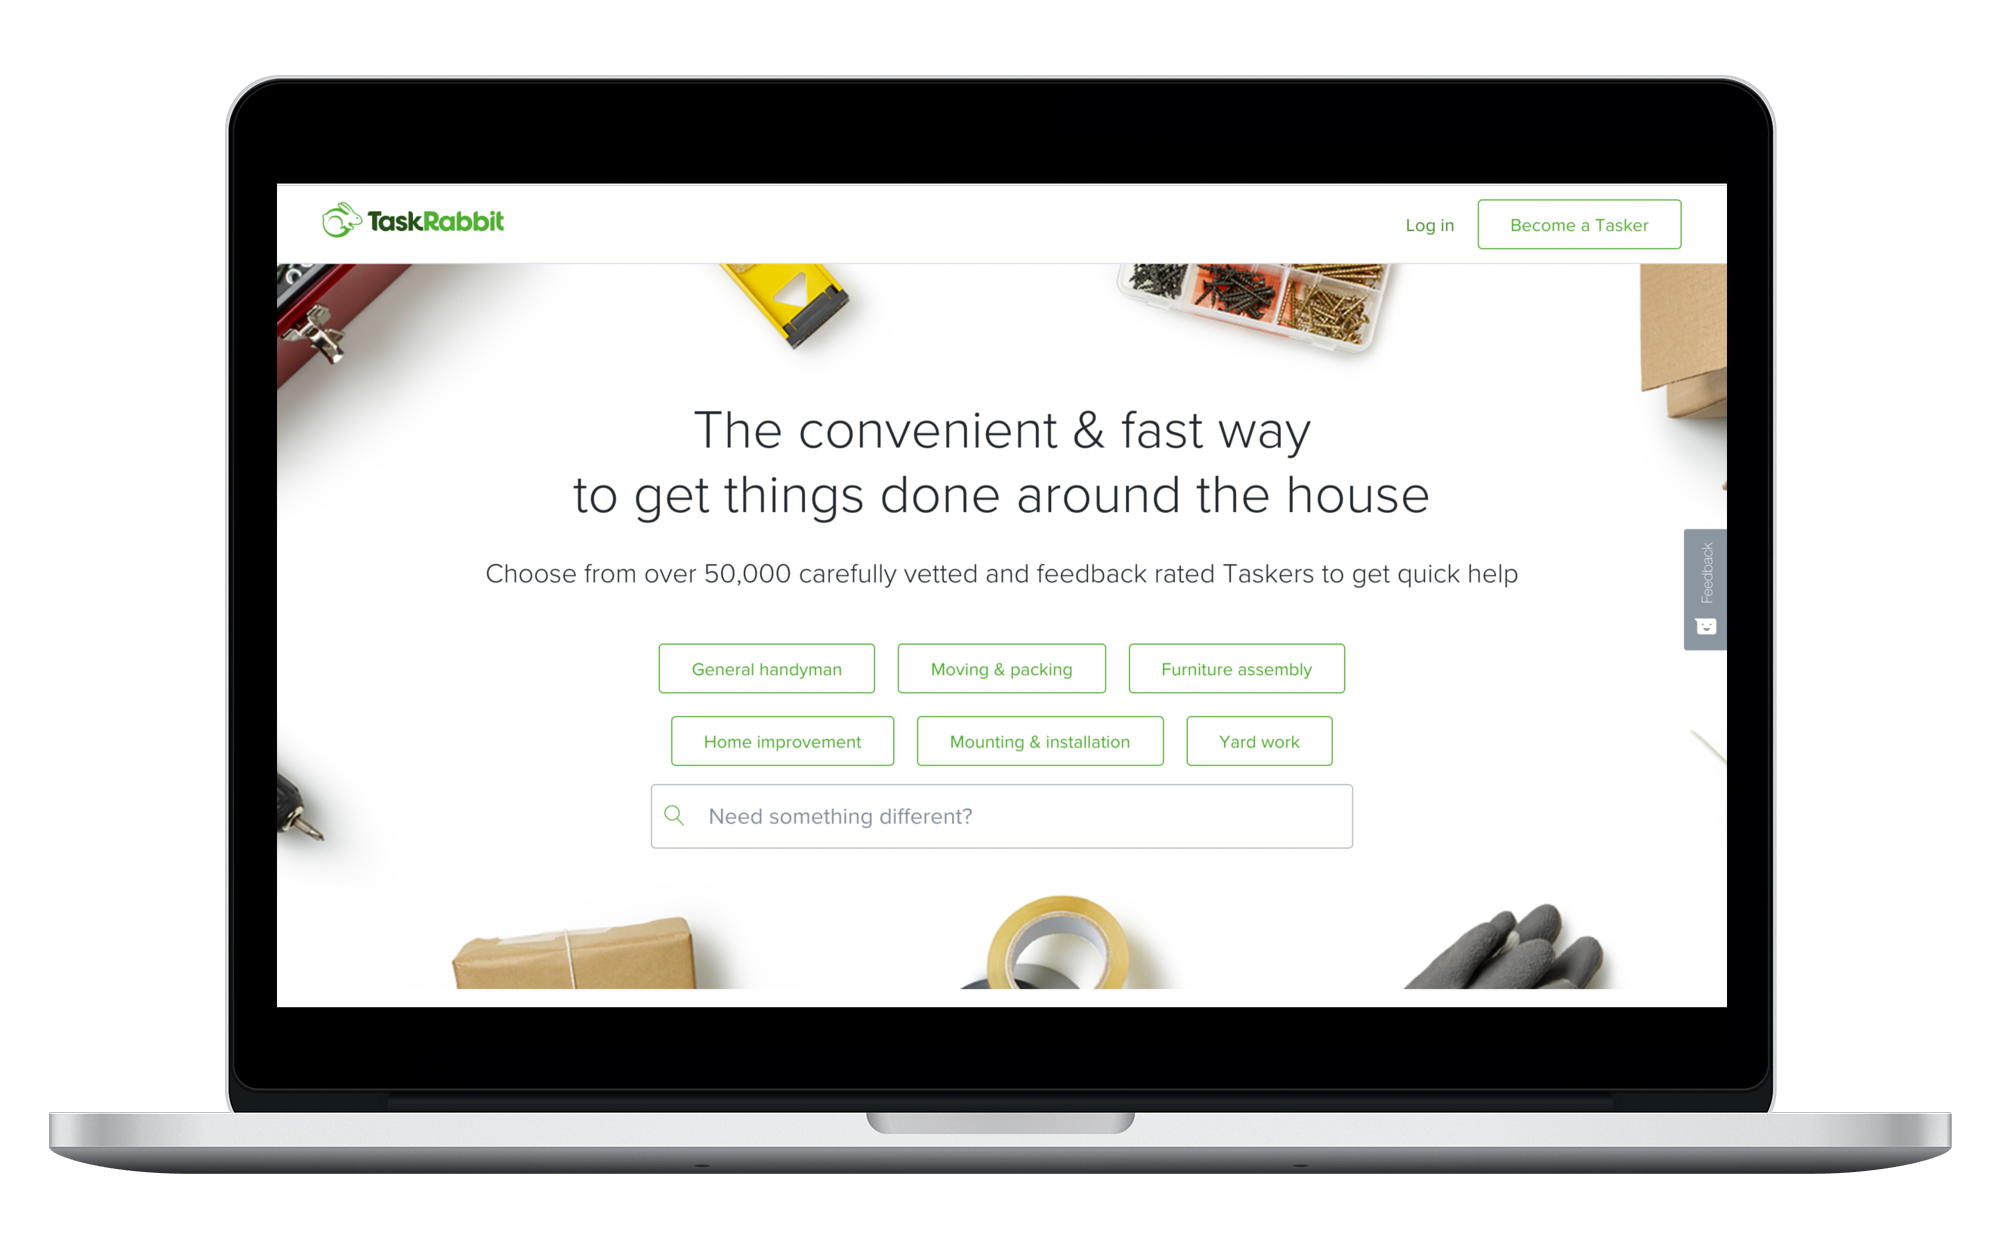 TaskRabbit
Log in
Become a Tasker
The convenient & fast way
to get things done around the house
Choose from over 50,000 carefully vetted and feedback rated Taskers to get quick help
General handyman
Moving & packing
Furniture assembly
Home improvement
Mounting & installation
Yard work
Need something different?
Feedback